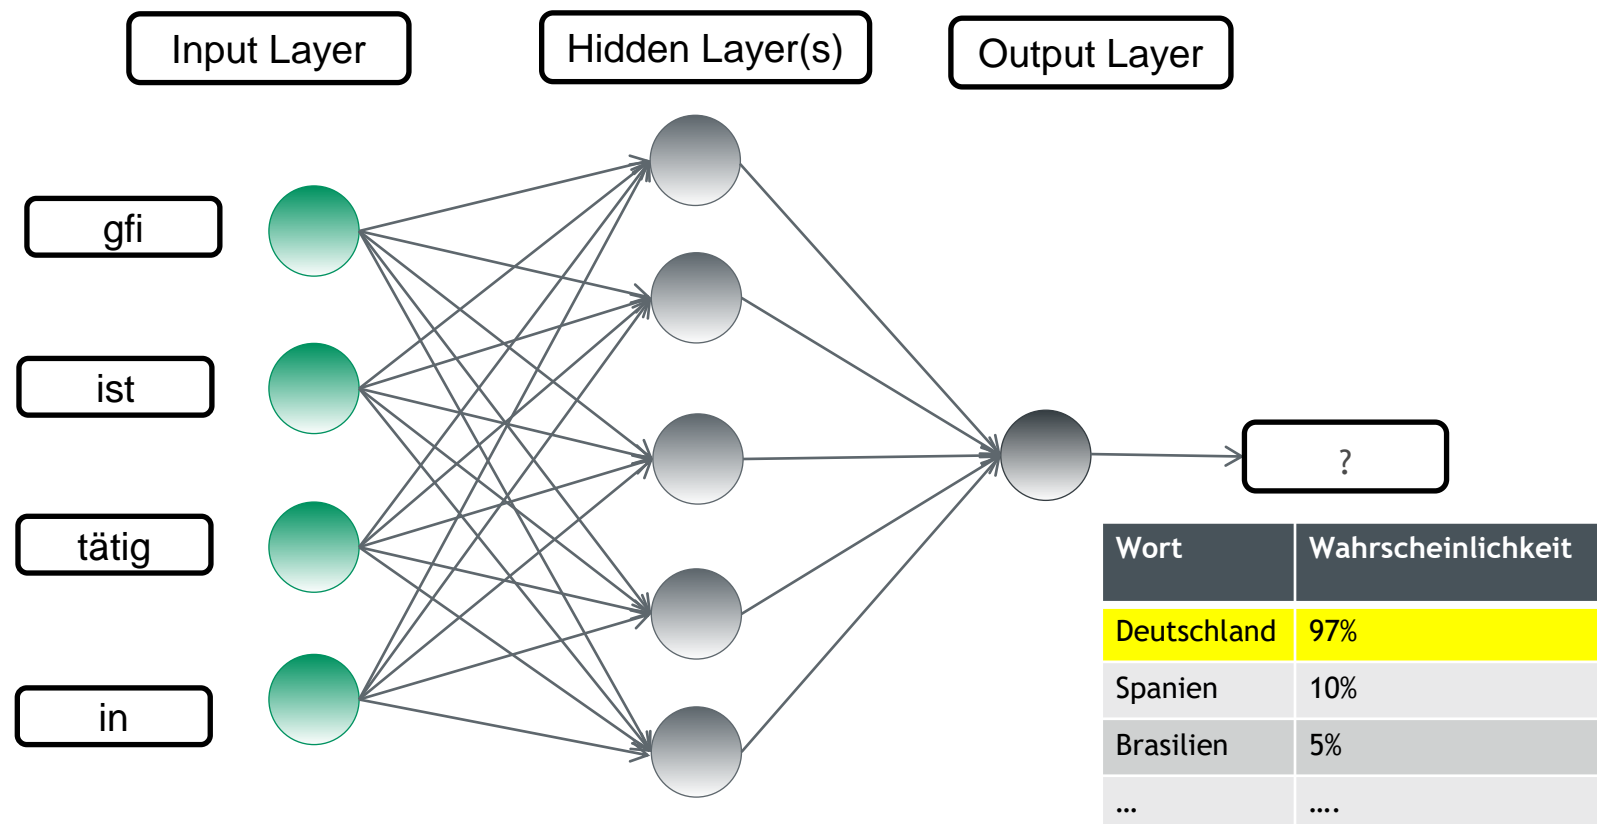 Input Layer
Hidden Layer(s)
Output Layer
gfi
ist
tätig
in
?
Wort Wahrscheinlichkeit
Deutschland 97%
Spanien 10%
Brasilien 5%
… ….